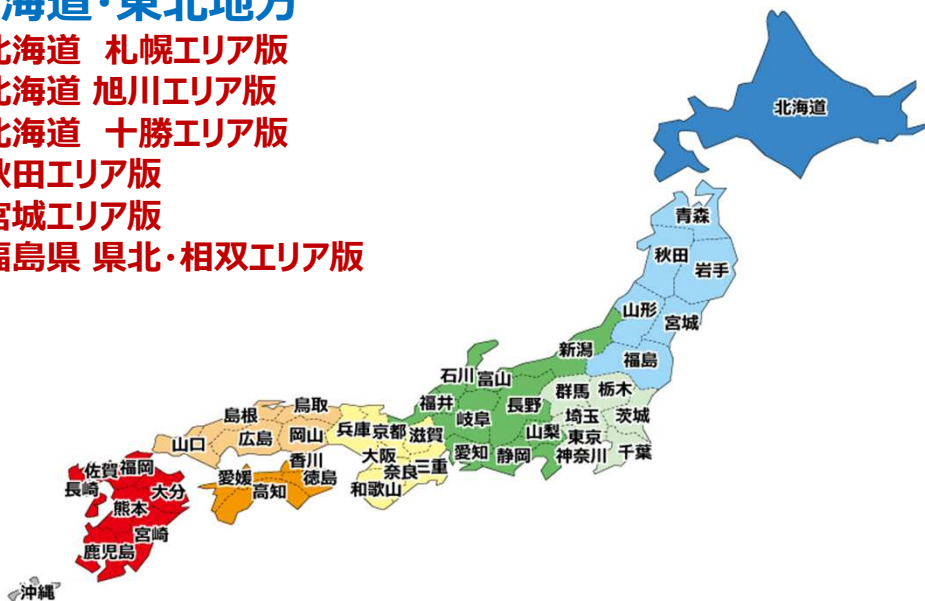 海道・東北地方
北海道 札幌エリア版
北海道 旭川エリア版
北海道 十勝エリア版
秋田エリア版
宮城エリア版
福島県 県北・相双エリア版
北海道
青森
秋田
岩手
山形
宮城
新潟
福島
石川
富山
群馬
栃木
福井
岐阜
長野
埼玉
茨城
山梨
東京
愛知
静岡
神奈川
千葉
島根
鳥取
兵庫
京都
滋賀
山口
広島
岡山
大阪
奈良
三重
和歌山
香川
愛媛
高知
徳島
佐賀
福岡
長崎
大分
熊本
宮崎
鹿児島
沖縄